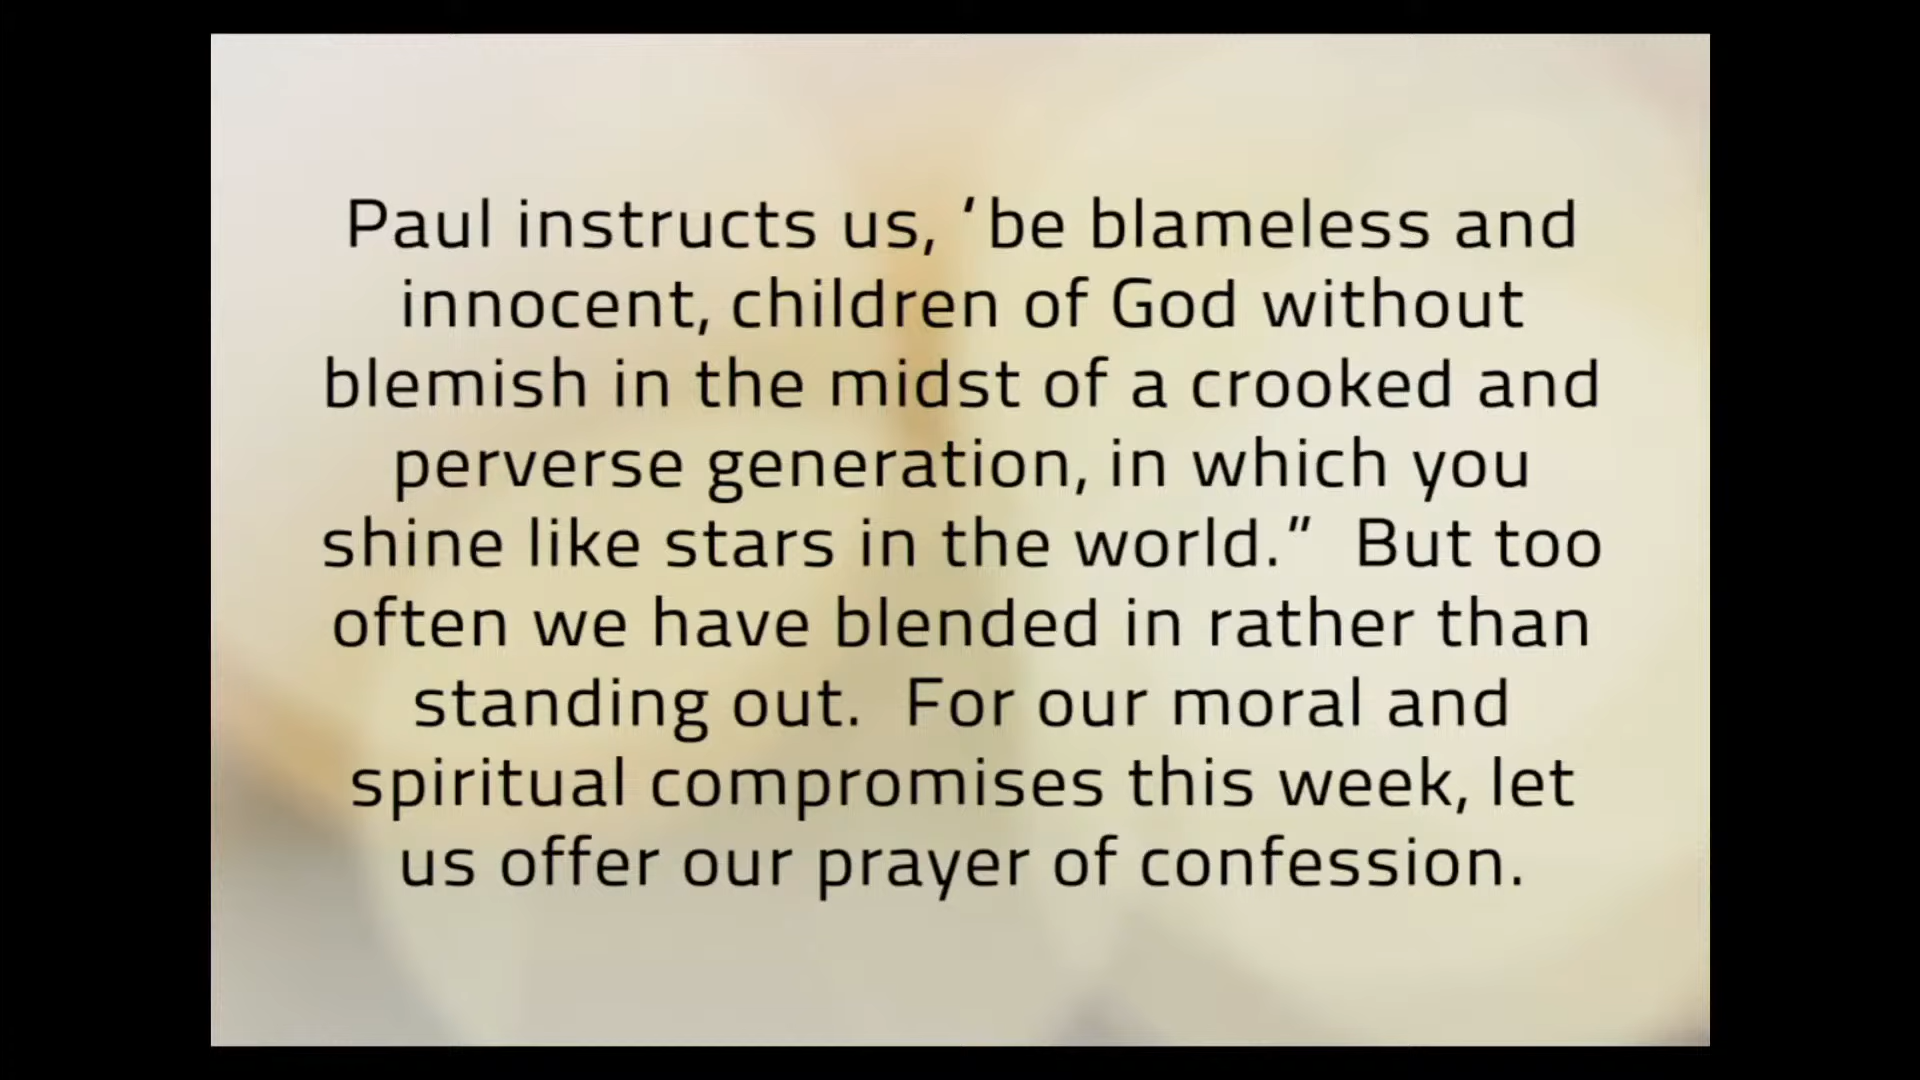 Paul instructs us, ‘be blameless and
innocent, children of God without
blemish in the midst of a crooked and
perverse generation, in which you
shine like stars in the world.”  But too
often we have blended in rather than
standing out.  For our moral and
spiritual compromises this week, let
us offer our prayer of confession.